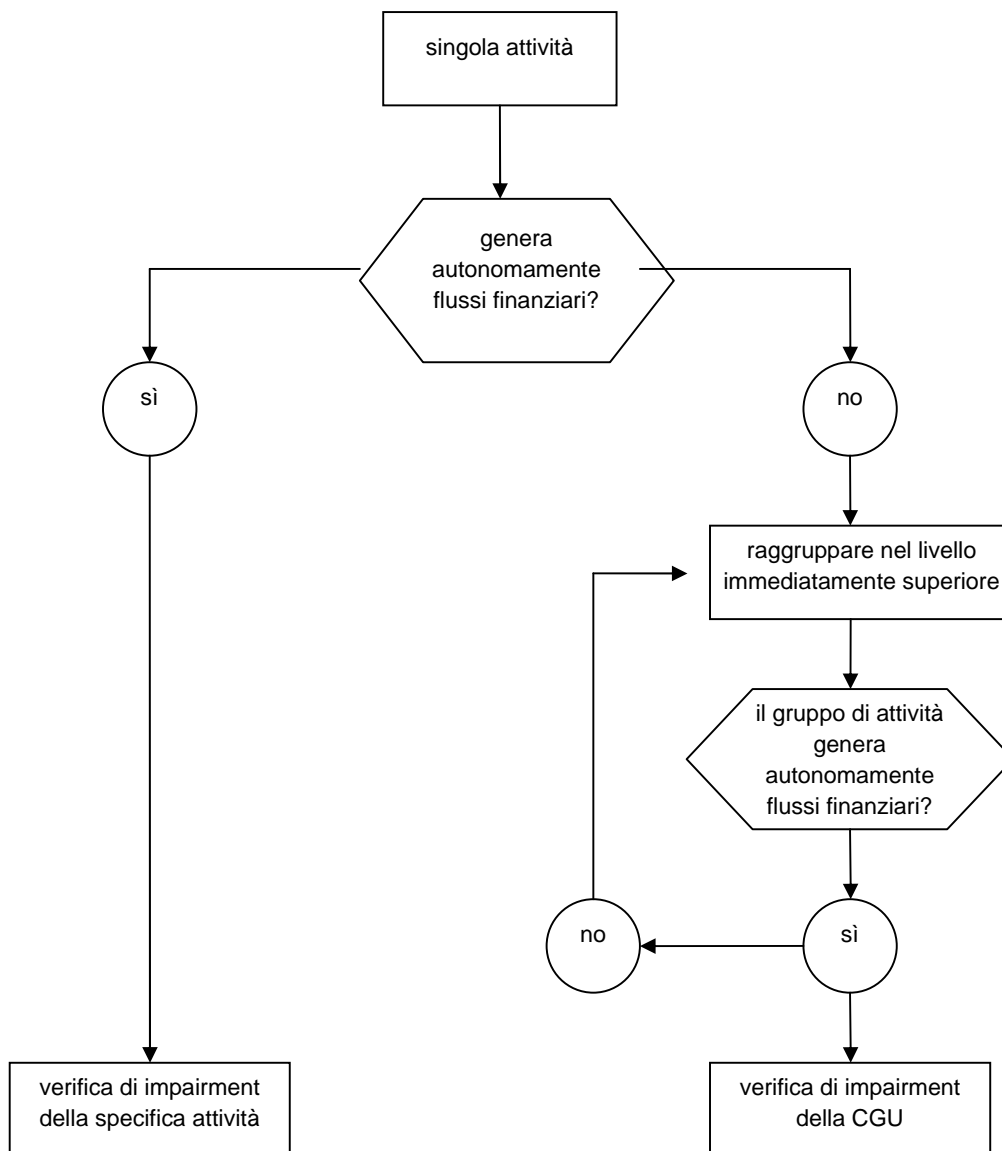 singola attività
genera
autonomamente
flussi finanziari?
sì
no
raggruppare nel livello
immediatamente superiore
il gruppo di attività
genera
autonomamente
flussi finanziari?
no
sì
verifica di impairment
della specifica attività
verifica di impairment
della CGU